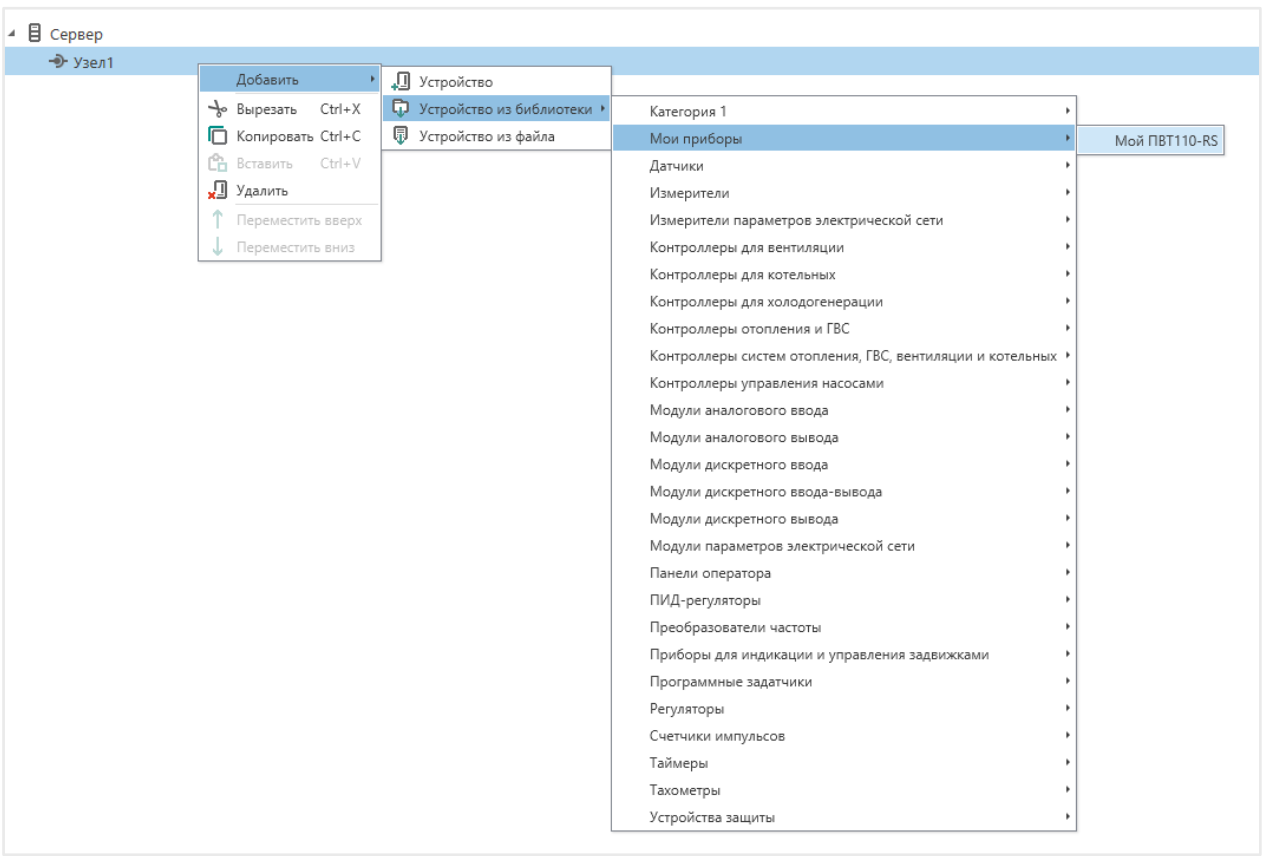 Сервер
Узел1
Добавить
Вырезать Ctrl+X
Копировать Ctrl+C
Вставить Ctrl+V
Удалить
Переместить вверх
Переместить вниз
Устройство
Устройство из библиотеки
Устройство из файла
Категория 1
Мои приборы
Датчики
Измерители
Измерители параметров электрической сети
Контроллеры для вентиляции
Контроллеры для котельных
Контроллеры для холодогенерации
Контроллеры отопления и ГВС
Контроллеры систем отопления, ГВС, вентиляции и котельных
Контроллеры управления насосами
Модули аналогового ввода
Модули аналогового вывода
Модули дискретного ввода
Модули дискретного ввода-вывода
Модули дискретного вывода
Модули параметров электрической сети
Панели оператора
ПИД-регуляторы
Преобразователи частоты
Приборы для индикации и управления задвижками
Программные задатчики
Регуляторы
Счетчики импульсов
Таймеры
Тахометры
Устройства защиты
Мой ПВТ110-RS